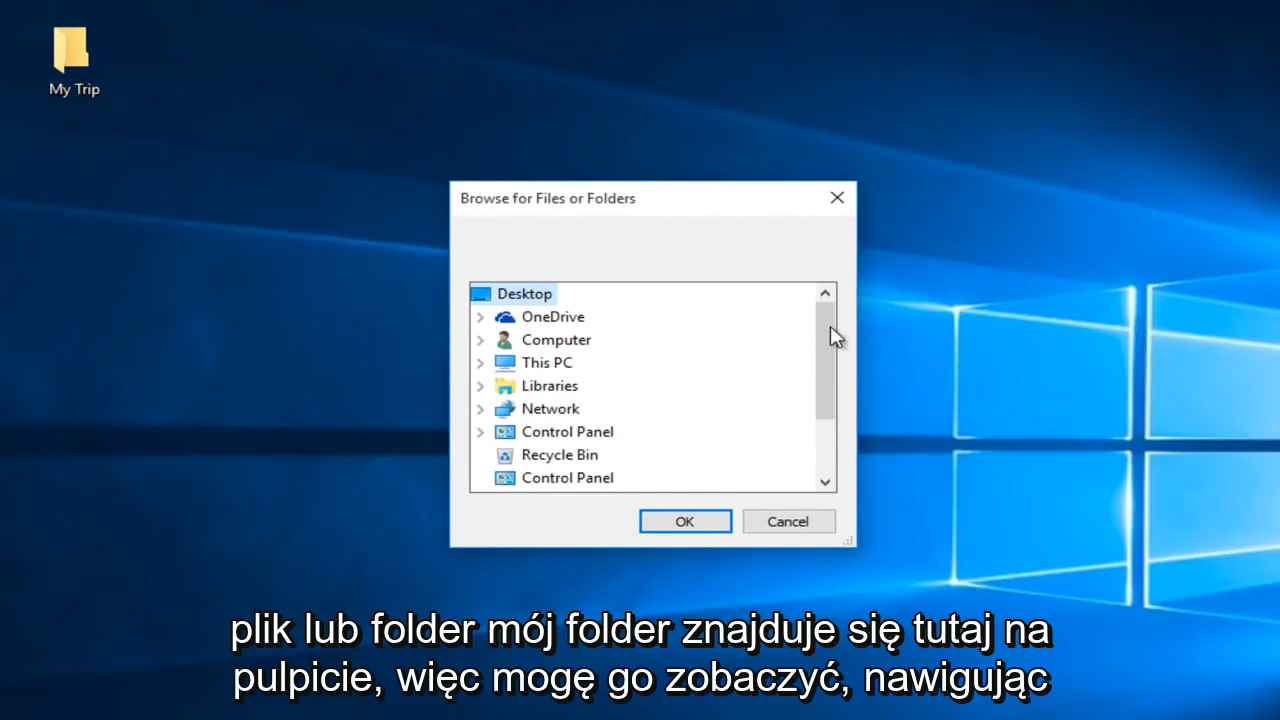 My Trip
Browse for Files or Folders
Desktop
OneDrive
Computer
This PC
Libraries
Network
Control Panel
Recycle Bin
Control Panel
OK
Cancel
plik lub folder mój folder znajduje się tutaj na
pulpicie, więc mogę go zobaczyć, nawigując